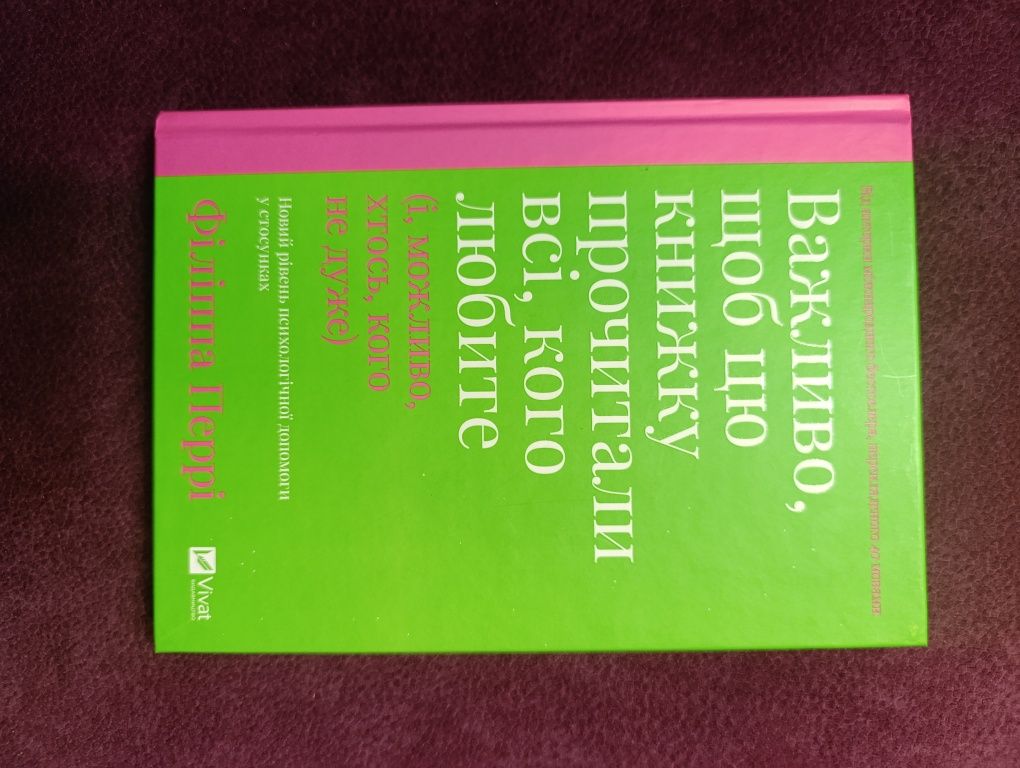 Важливо,
щоб цю
книжку
прочитали
всі, кого
любите
(і, можливо,
хтось, кого
не дуже)
Новий рівень психологічної допомоги
у стосунках
Філіппа Перрі
Vivat
ВИДАВНИЦТВО